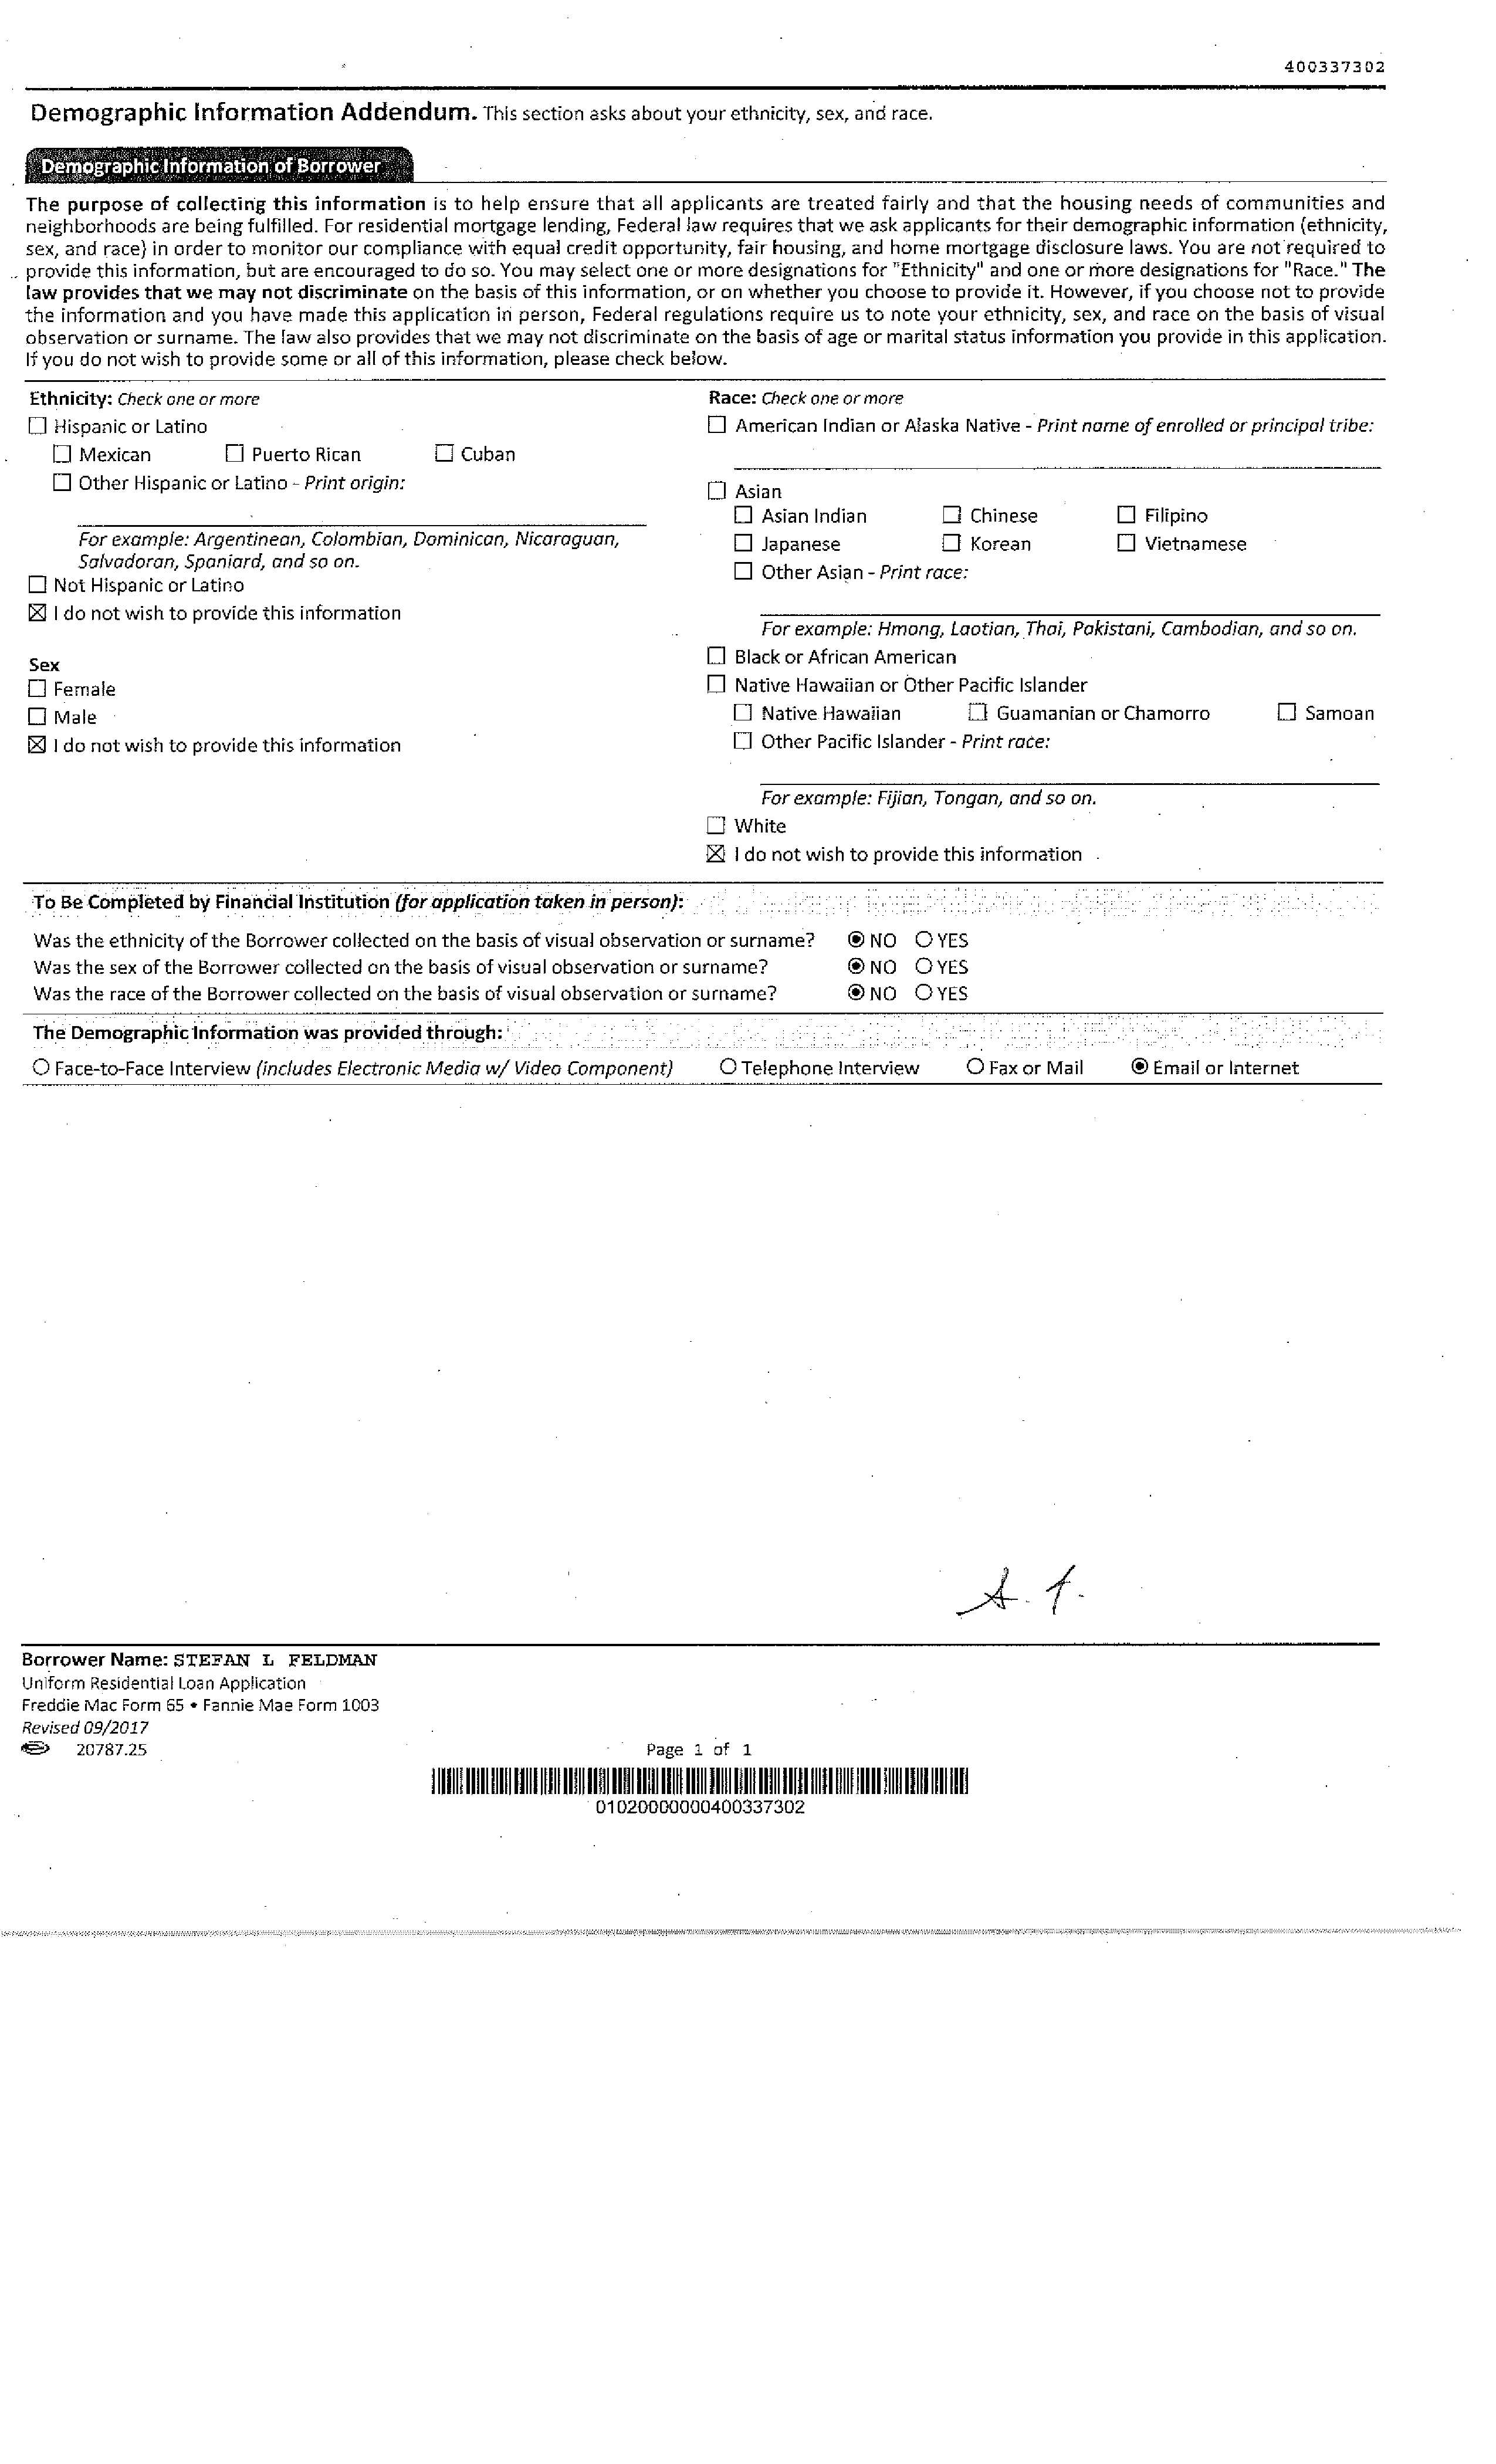 400337302
Demographic Information Addendum. This section asks about your ethnicity, sex, and race.
Demographic Information of Borrower
The purpose of collecting this information is to help ensure that all applicants are treated fairly and that the housing needs of communities and
neighborhoods are being fulfilled. For residential mortgage lending, Federal law requires that we ask applicants for their demographic information (ethnicity,
sex, and race) in order to monitor our compliance with equal credit opportunity, fair housing, and home mortgage disclosure laws. You are not required to
provide this information, but are encouraged to do so. You may select one or more designations for "Ethnicity" and one or more designations for "Race." The
law provides that we may not discriminate on the basis of this information, or on whether you choose to provide it. However, if you choose not to provide
the information and you have made this application in person, Federal regulations require us to note your ethnicity, sex, and race on the basis of visual
observation or surname. The law also provides that we may not discriminate on the basis of age or marital status information you provide in this application.
If you do not wish to provide some or all of this information, please check below.
Ethnicity: Check one or more
☐ Hispanic or Latino
☐ Mexican ☐ Puerto Rican ☐ Cuban
☐ Other Hispanic or Latino - Print origin:
For example: Argentinean, Colombian, Dominican, Nicaraguan,
Salvadoran, Spaniard, and so on.
☐ Not Hispanic or Latino
☒ I do not wish to provide this information
Sex
☐ Female
☐ Male
☒ I do not wish to provide this information
Race: Check one or more
☐ American Indian or Alaska Native - Print name of enrolled or principal tribe:
☐ Asian
☐ Asian Indian ☐ Chinese ☐ Filipino
☐ Japanese ☐ Korean ☐ Vietnamese
☐ Other Asian - Print race:
For example: Hmong, Laotian, Thai, Pakistani, Cambodian, and so on.
☐ Black or African American
☐ Native Hawaiian or Other Pacific Islander
☐ Native Hawaiian ☐ Guamanian or Chamorro ☐ Samoan
☐ Other Pacific Islander - Print race:
For example: Fijian, Tongan, and so on.
☐ White
☒ I do not wish to provide this information
To Be Completed by Financial Institution (for application taken in person):
Was the ethnicity of the Borrower collected on the basis of visual observation or surname? ◉ NO ○ YES
Was the sex of the Borrower collected on the basis of visual observation or surname? ◉ NO ○ YES
Was the race of the Borrower collected on the basis of visual observation or surname? ◉ NO ○ YES
The Demographic Information was provided through:
○ Face-to-Face Interview (includes Electronic Media w/ Video Component) ○ Telephone Interview ○ Fax or Mail ◉ Email or Internet
Borrower Name: STEFAN L FELDMAN
Uniform Residential Loan Application
Freddie Mac Form 65 • Fannie Mae Form 1003
Revised 09/2017
20787.25
Page 1 of 1
01020000000400337302